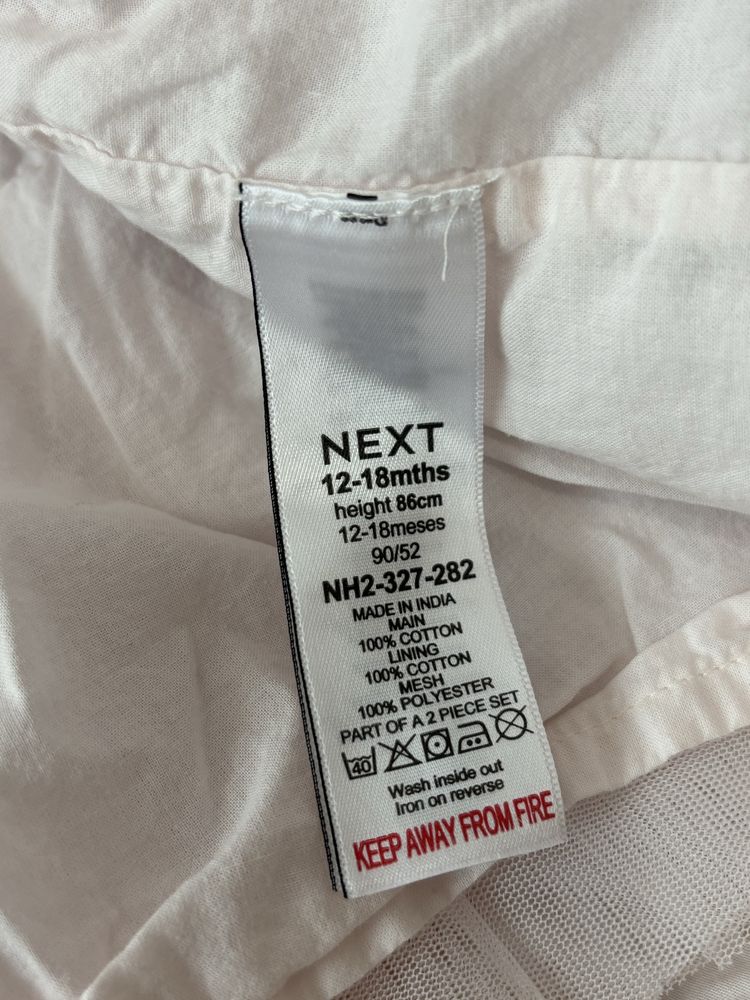 NEXT
12-18mths
height 86cm
12-18meses
90/52
NH2-327-282
MADE IN INDIA
MAIN
100% COTTON
LINING
100% COTTON
MESH
100% POLYESTER
PART OF A 2 PIECE SET
40
Wash inside out
Iron on reverse
KEEP AWAY FROM FIRE